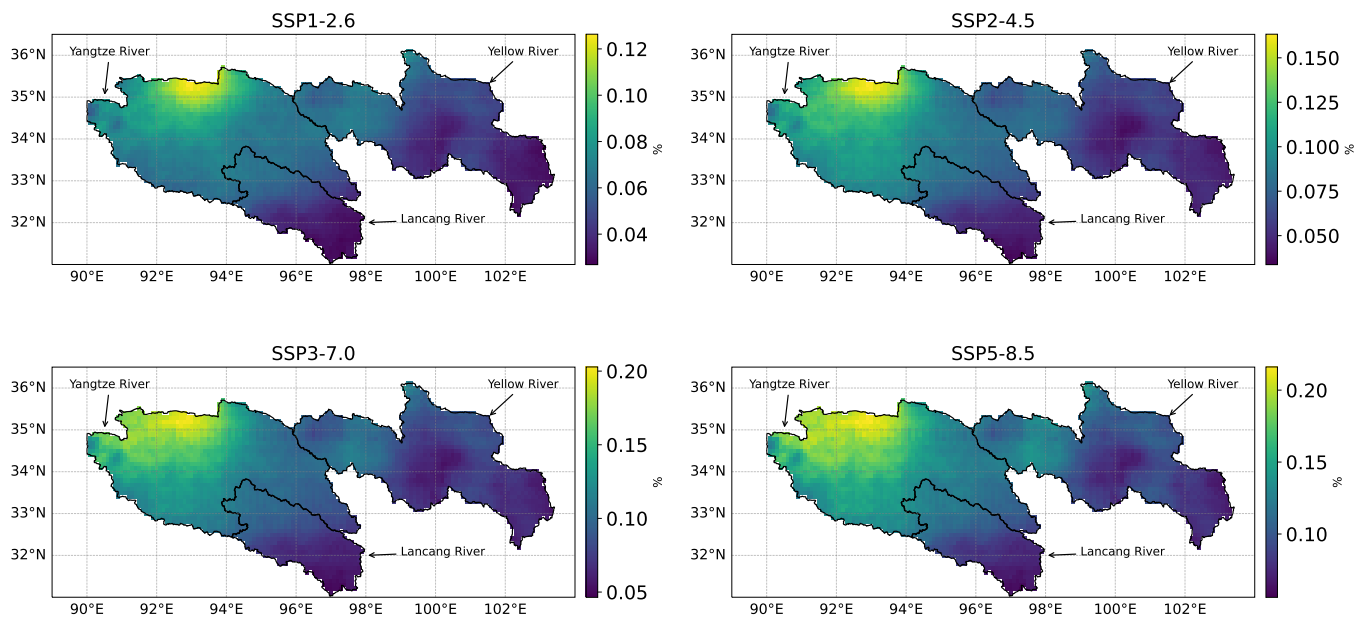 SSP1-2.6
Yangtze River
Yellow River
Lancang River
36°N
35°N
34°N
33°N
32°N
90°E 92°E 94°E 96°E 98°E 100°E 102°E
0.12
0.10
0.08
0.06
0.04
%
SSP2-4.5
Yangtze River
Yellow River
Lancang River
36°N
35°N
34°N
33°N
32°N
90°E 92°E 94°E 96°E 98°E 100°E 102°E
0.150
0.125
0.100
0.075
0.050
%
SSP3-7.0
Yangtze River
Yellow River
Lancang River
36°N
35°N
34°N
33°N
32°N
90°E 92°E 94°E 96°E 98°E 100°E 102°E
0.20
0.15
0.10
0.05
%
SSP5-8.5
Yangtze River
Yellow River
Lancang River
36°N
35°N
34°N
33°N
32°N
90°E 92°E 94°E 96°E 98°E 100°E 102°E
0.20
0.15
0.10
%